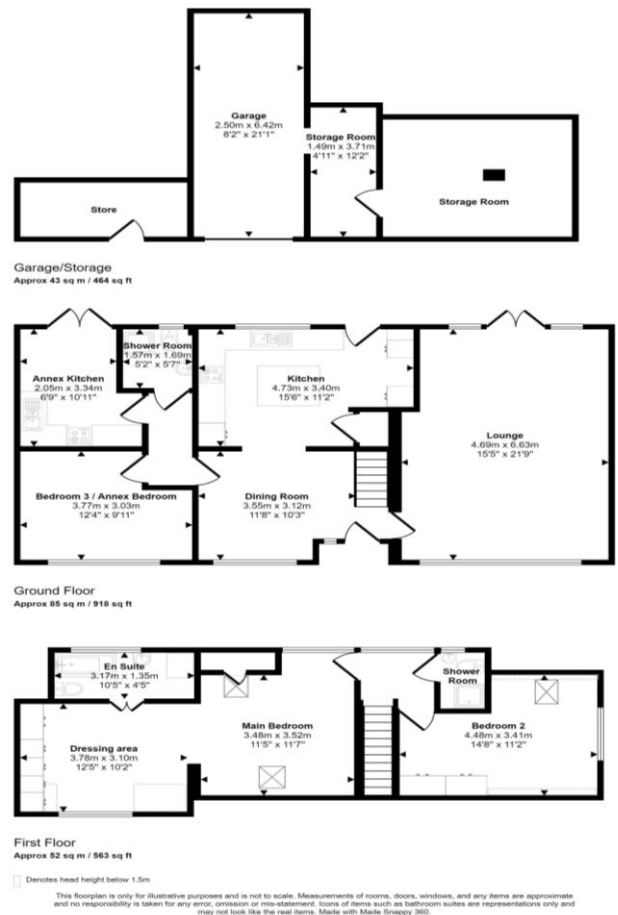 Garage
2.50m x 6.42m
8'2" x 21'1"
Storage Room
1.49m x 3.71m
4'11" x 12'2"
Store
Storage Room
Garage/Storage
Approx 43 sq m / 464 sq ft
Shower Room
1.57m x 1.69m
5'2" x 5'7"
Annex Kitchen
2.05m x 3.34m
6'9" x 10'11"
Kitchen
4.73m x 3.40m
15'6" x 11'2"
Lounge
4.69m x 6.63m
15'5" x 21'9"
Bedroom 3 / Annex Bedroom
3.77m x 3.03m
12'4" x 9'11"
Dining Room
3.55m x 3.12m
11'8" x 10'3"
Ground Floor
Approx 85 sq m / 918 sq ft
En Suite
3.17m x 1.35m
10'5" x 4'5"
Shower
Room
Main Bedroom
3.48m x 3.52m
11'5" x 11'7"
Bedroom 2
4.48m x 3.41m
14'8" x 11'2"
Dressing area
3.78m x 3.10m
12'5" x 10'2"
First Floor
Approx 52 sq m / 563 sq ft
Denotes head height below 1.5m
This floorplan is only for illustrative purposes and is not to scale. Measurements of rooms, doors, windows, and any items are approximate
and no responsibility is taken for any error, omission or mis-statement. Icons of items such as bathroom suites are representations only and
may not look like the real items. Made with Made Snappy 360.